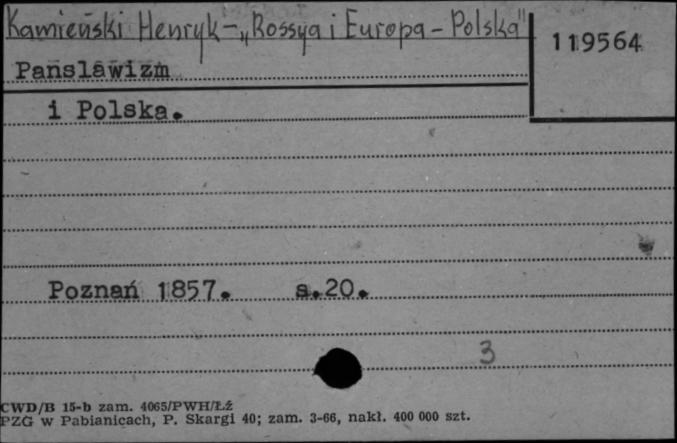 Kamieński Henryk - „Rossya i Europa - Polska"
119564
Panslawizm
i Polska.
Poznań 1857. s.20.
3
CWD/B 15-b zam. 4065/PWH/Łź
PZG w Pabianicach, P. Skargi 40; zam. 3-66, nakł. 400 000 szt.